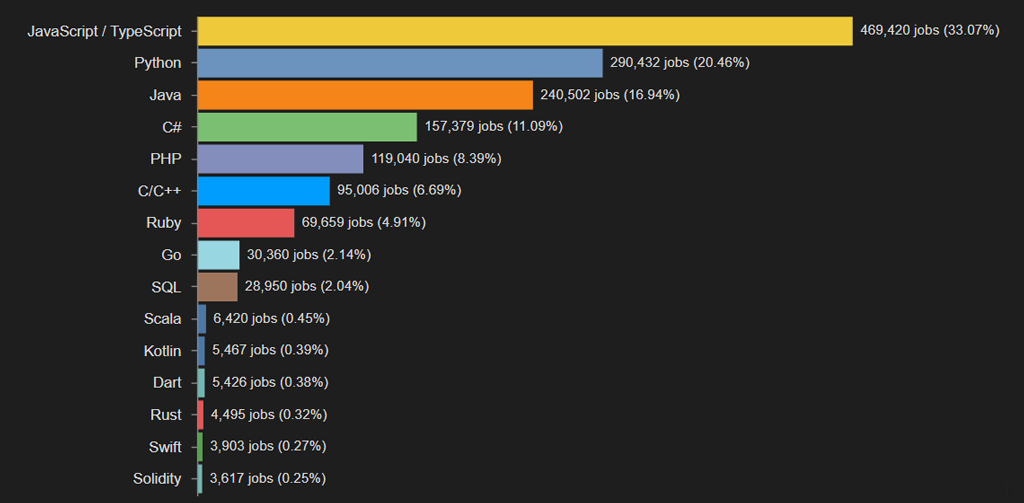 JavaScript / TypeScript 469,420 jobs (33.07%)
Python 290,432 jobs (20.46%)
Java 240,502 jobs (16.94%)
C# 157,379 jobs (11.09%)
PHP 119,040 jobs (8.39%)
C/C++ 95,006 jobs (6.69%)
Ruby 69,659 jobs (4.91%)
Go 30,360 jobs (2.14%)
SQL 28,950 jobs (2.04%)
Scala 6,420 jobs (0.45%)
Kotlin 5,467 jobs (0.39%)
Dart 5,426 jobs (0.38%)
Rust 4,495 jobs (0.32%)
Swift 3,903 jobs (0.27%)
Solidity 3,617 jobs (0.25%)